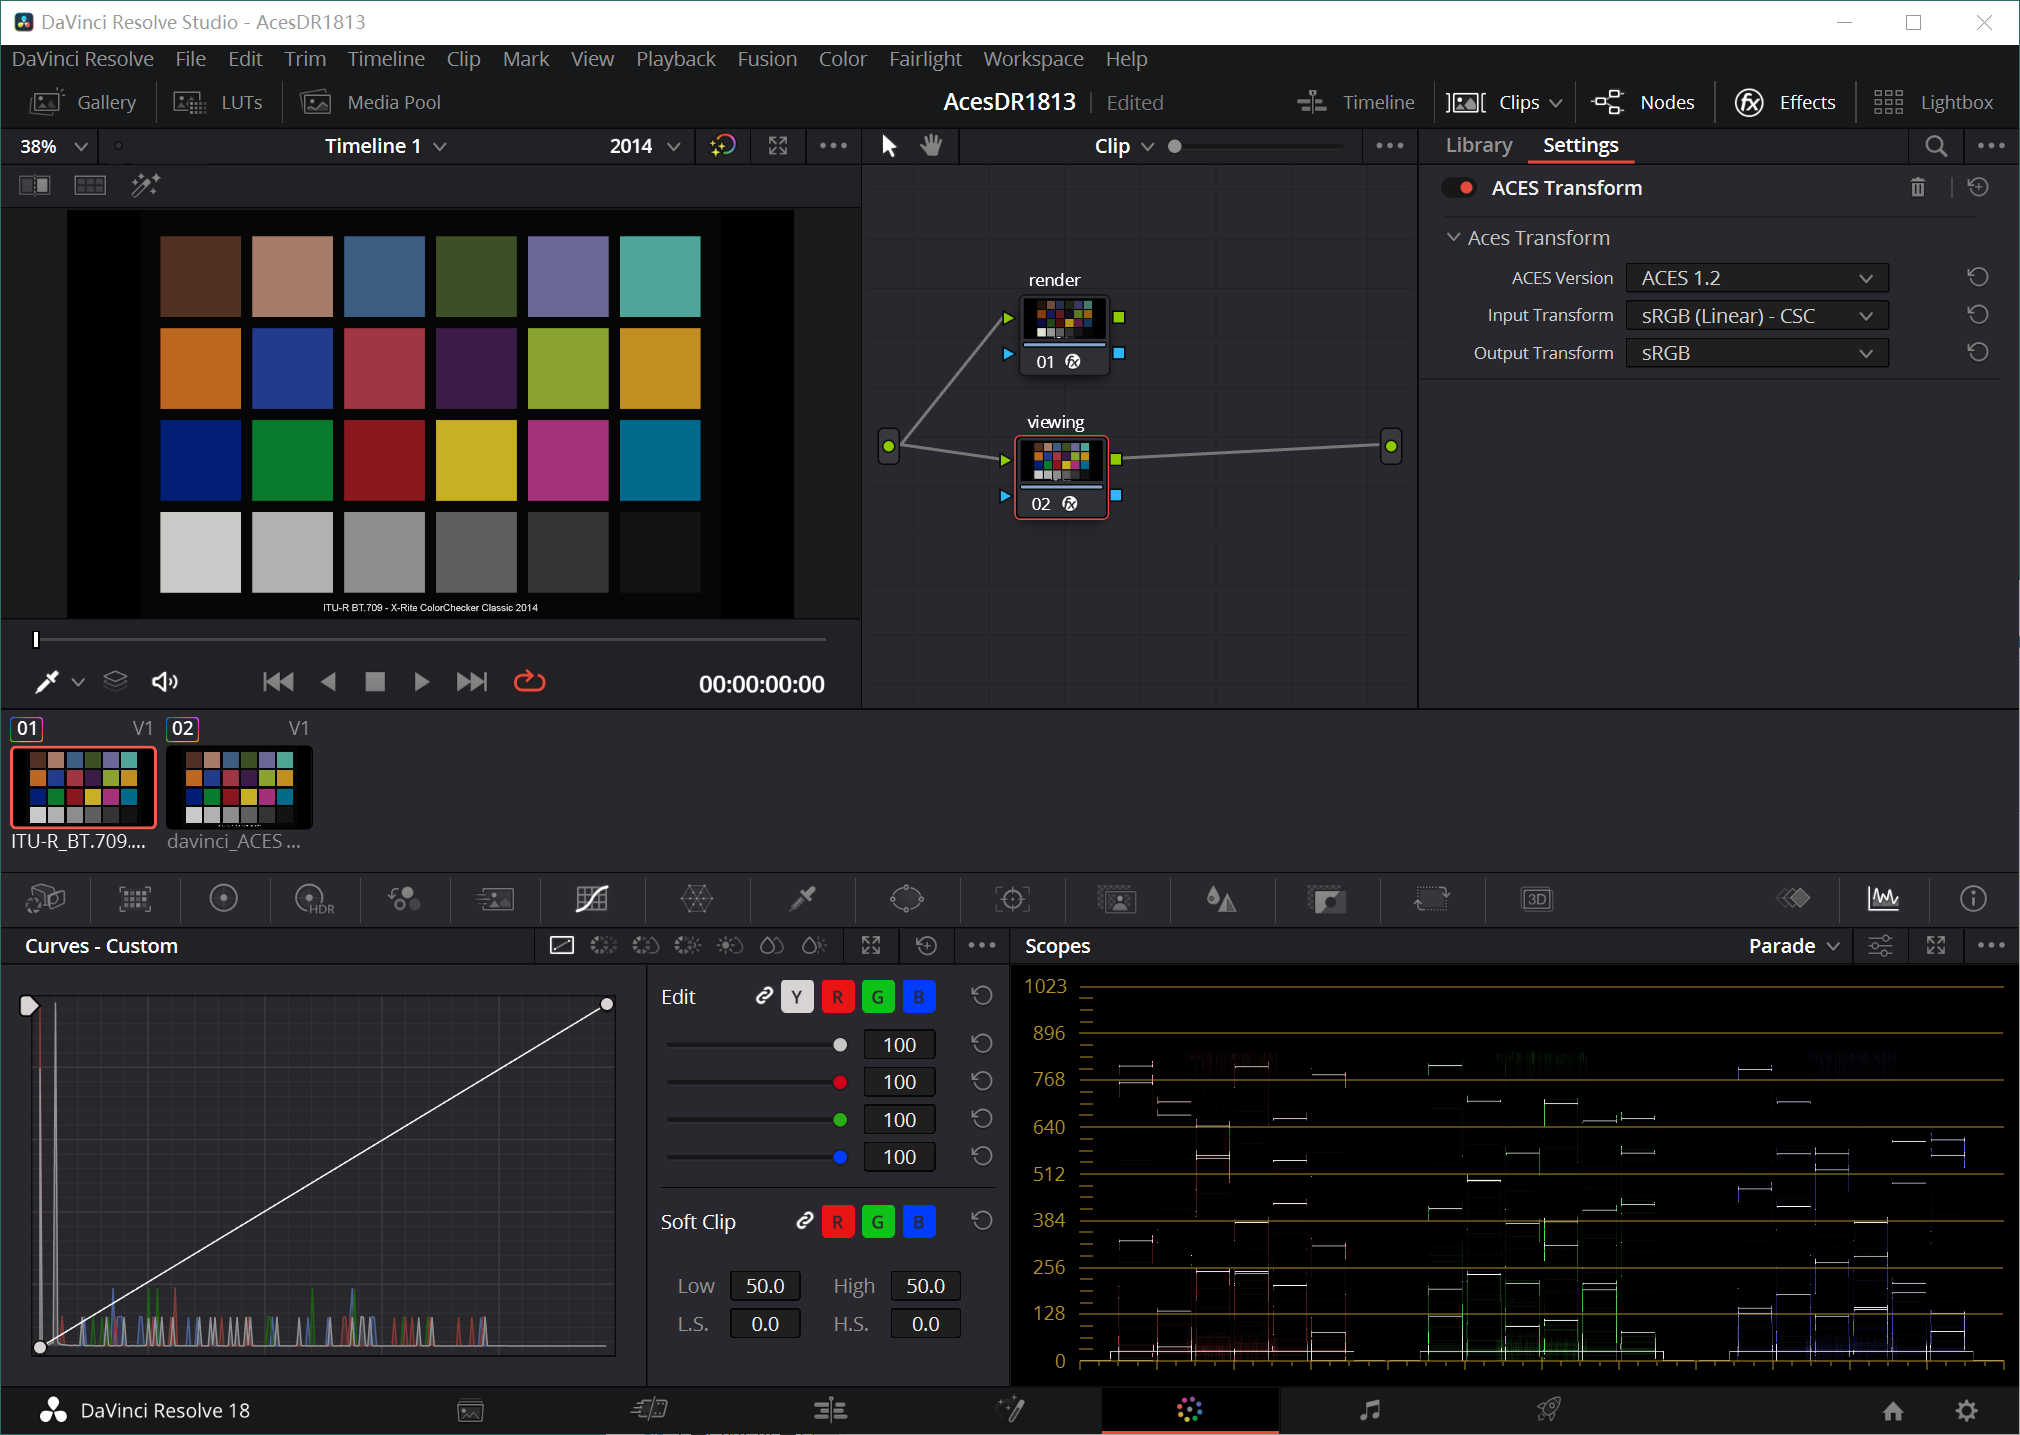 DaVinci Resolve Studio - AcesDR1813
DaVinci Resolve File Edit Trim Timeline Clip Mark View Playback Fusion Color Fairlight Workspace Help
Gallery LUTs Media Pool AcesDR1813 Edited Timeline Clips Nodes Effects Lightbox
38% Timeline 1 2014 Clip Library Settings
ACES Transform
Aces Transform
ACES Version ACES 1.2
Input Transform sRGB (Linear) - CSC
Output Transform sRGB
render
01
viewing
02
ITU-R BT.709 - X-Rite ColorChecker Classic 2014
00:00:00:00
01 V1 02 V1
ITU-R_BT.709.... davinci_ACES ...
HDR
3D
Curves - Custom
Edit Y R G B
100
100
100
100
Soft Clip R G B
Low 50.0 High 50.0
L.S. 0.0 H.S. 0.0
Scopes Parade
1023
896
768
640
512
384
256
128
0
DaVinci Resolve 18